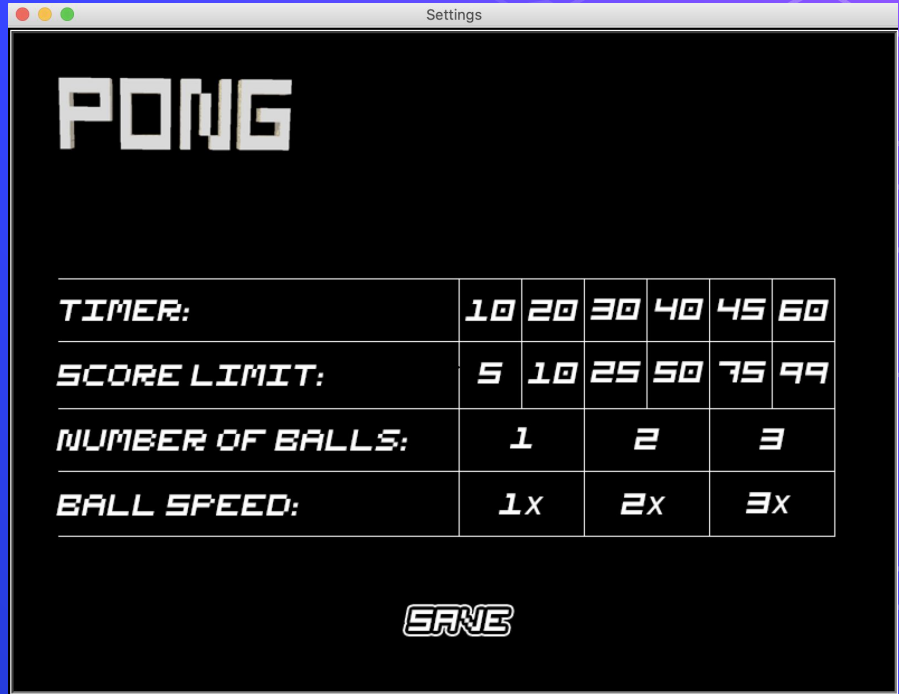 Settings
PONG
TIMER: 10 20 30 40 45 60
SCORE LIMIT: 5 10 25 50 75 99
NUMBER OF BALLS: 1 2 3
BALL SPEED: 1x 2x 3x
SAVE